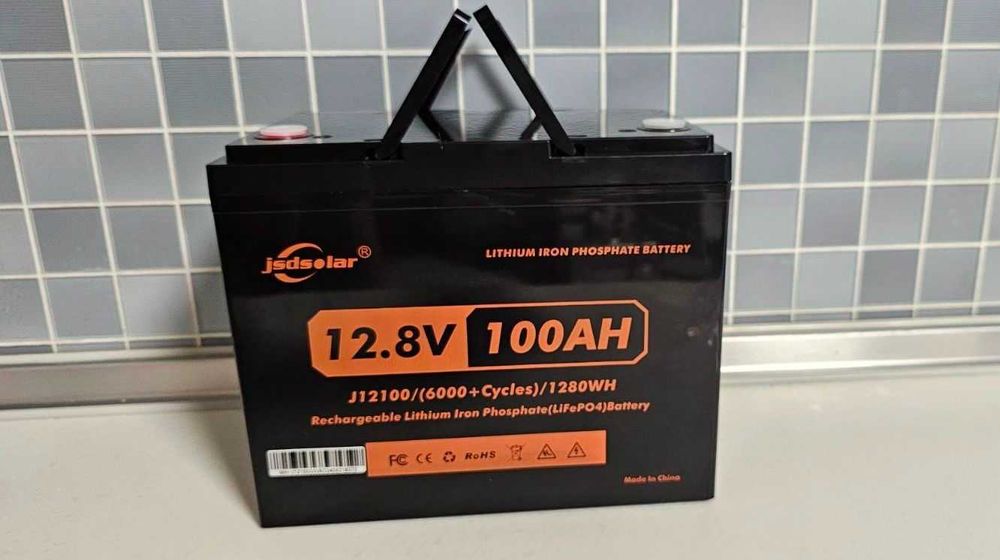 jsdsolar®
LITHIUM IRON PHOSPHATE BATTERY
12.8V 100AH
J12100/(6000+Cycles)/1280WH
Rechargeable Lithium Iron Phosphate(LiFePO4)Battery
FC CE RoHS
Made In China